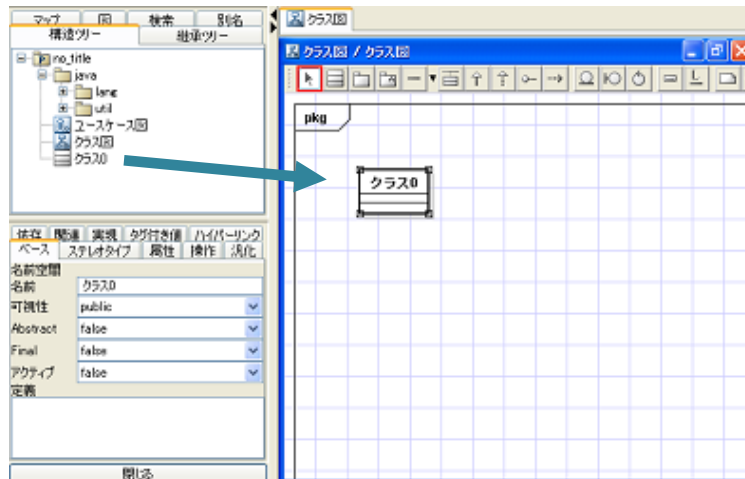 マップ 図 検索 別名
構造ツリー 継承ツリー
no_title
java
lang
util
ユースケース図
クラス図
クラス0
依存 関連 実現 タグ付き値 ハイパーリンク
ベース ステレオタイプ 属性 操作 汎化
名前空間
名前 クラス0
可視性 public
Abstract false
Final false
アクティブ false
定義
閉じる
クラス図
クラス図 / クラス図
pkg
クラス0